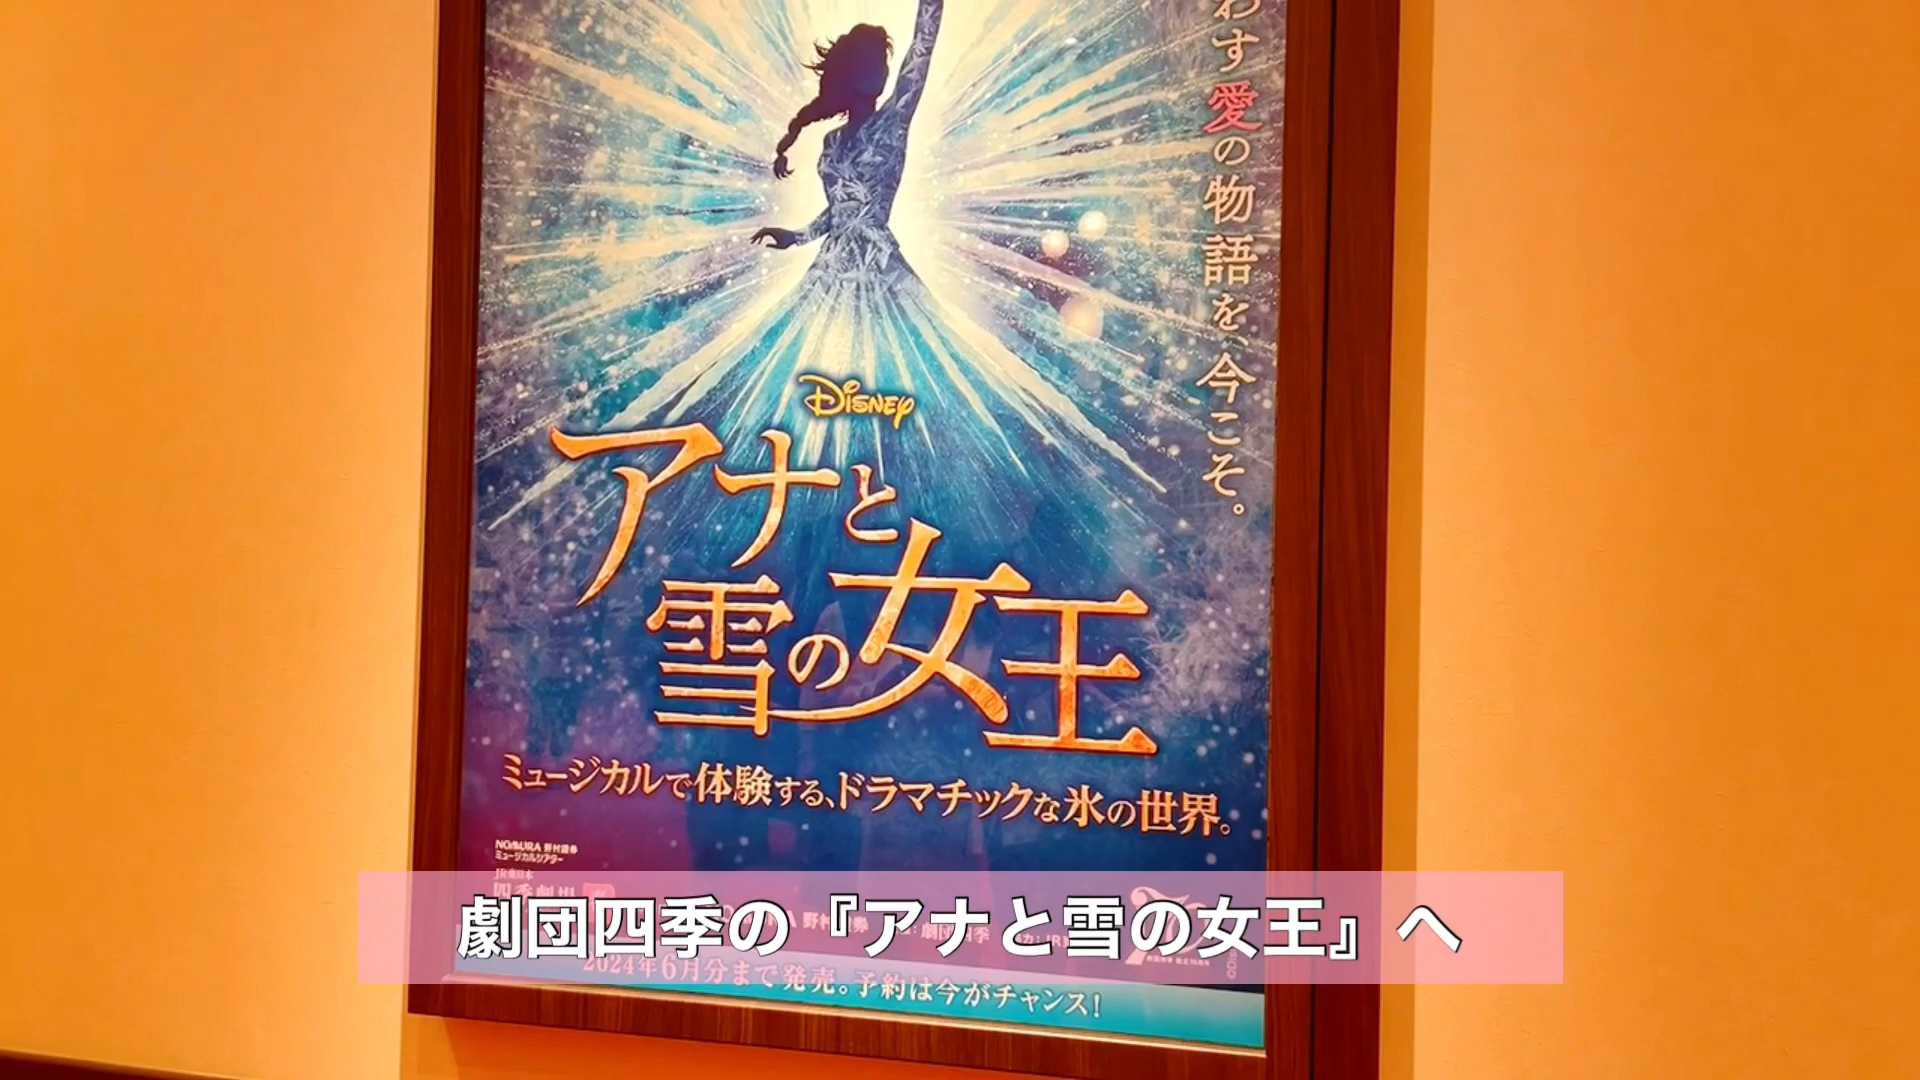 わす愛の物語を、今こそ。
DISNEY
アナと
雪の女王
ミュージカルで体験する、ドラマチックな氷の世界。
NOMURA 野村證券
ミュージカルシアター
JR東日本
四季劇場
劇団四季の『アナと雪の女王』へ
2024年6月分まで発売。予約は今がチャンス!